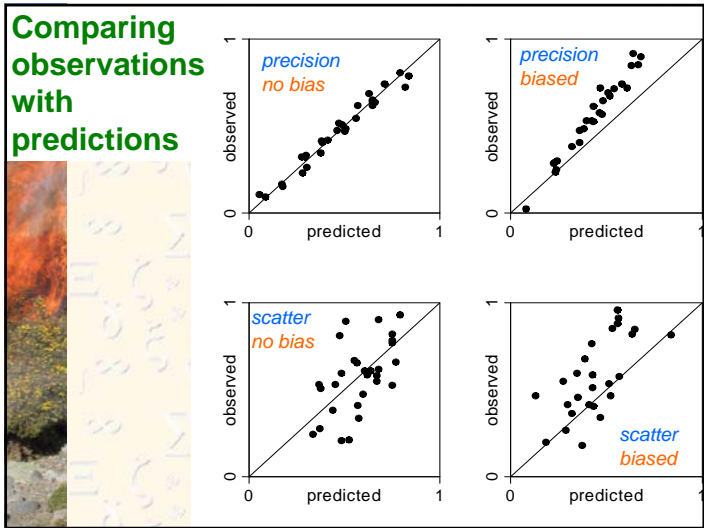 Comparing
observations
with
predictions
1
precision
no bias
observed
0
0
predicted
1
1
precision
biased
observed
0
0
predicted
1
1
scatter
no bias
observed
0
0
predicted
1
1
scatter
biased
observed
0
0
predicted
1